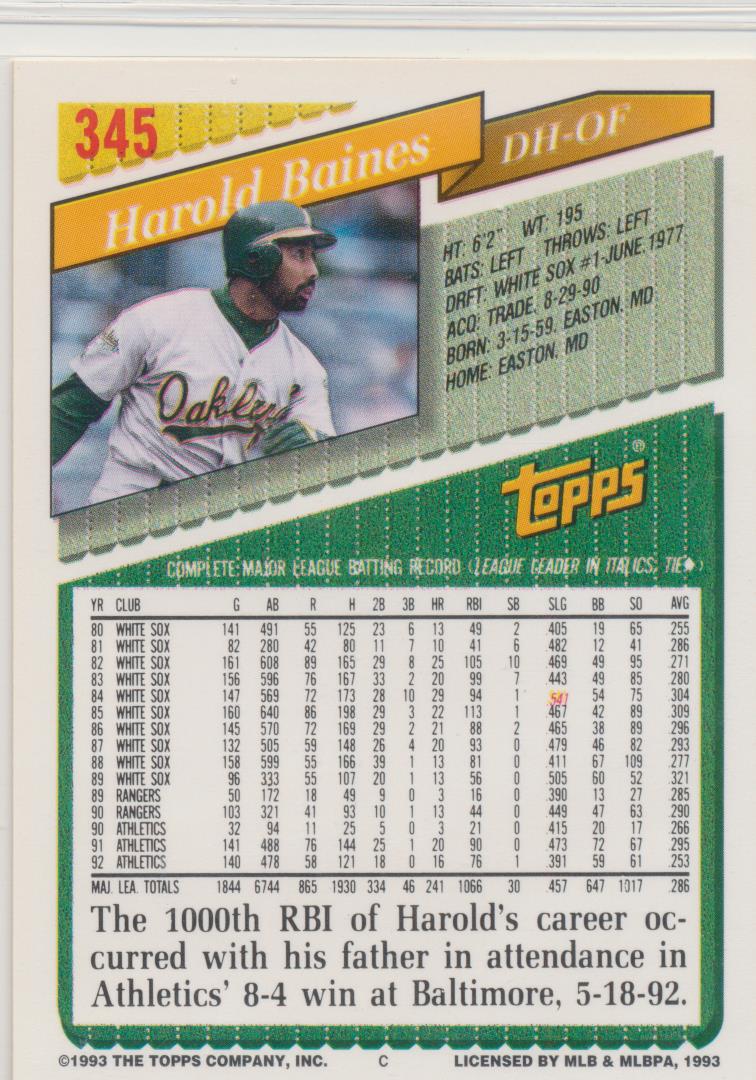 345
Harold Baines
DH-OF
HT: 6'2" WT: 195
BATS: LEFT THROWS: LEFT
DRFT: WHITE SOX #1-JUNE, 1977
ACQ: TRADE, 8-29-90
BORN: 3-15-59, EASTON, MD
HOME: EASTON, MD
Oakland
Topps®
COMPLETE MAJOR LEAGUE BATTING RECORD (LEAGUE LEADER IN ITALICS, TIE♦)
YR CLUB G AB R H 2B 3B HR RBI SB SLG BB SO AVG
80 WHITE SOX 141 491 55 125 23 6 13 49 2 .405 19 65 .255
81 WHITE SOX 82 280 42 80 11 7 10 41 6 .482 12 41 .286
82 WHITE SOX 161 608 89 165 29 8 25 105 10 .469 49 95 .271
83 WHITE SOX 156 596 76 167 33 2 20 99 7 .443 49 85 .280
84 WHITE SOX 147 569 72 173 28 10 29 94 1 .541 54 75 .304
85 WHITE SOX 160 640 86 198 29 3 22 113 1 .467 42 89 .309
86 WHITE SOX 145 570 72 169 29 2 21 88 2 .465 38 89 .296
87 WHITE SOX 132 505 59 148 26 4 20 93 0 .479 46 82 .293
88 WHITE SOX 158 599 55 166 39 1 13 81 0 .411 67 109 .277
89 WHITE SOX 96 333 55 107 20 1 13 56 0 .505 60 52 .321
89 RANGERS 50 172 18 49 9 0 3 16 0 .390 13 27 .285
90 RANGERS 103 321 41 93 10 1 13 44 0 .449 47 63 .290
90 ATHLETICS 32 94 11 25 5 0 3 21 0 .415 20 17 .266
91 ATHLETICS 141 488 76 144 25 1 20 90 0 .473 72 67 .295
92 ATHLETICS 140 478 58 121 18 0 16 76 1 .391 59 61 .253
MAJ. LEA. TOTALS 1844 6744 865 1930 334 46 241 1066 30 .457 647 1017 .286
The 1000th RBI of Harold's career oc-
curred with his father in attendance in
Athletics' 8-4 win at Baltimore, 5-18-92.
©1993 THE TOPPS COMPANY, INC. C LICENSED BY MLB & MLBPA, 1993